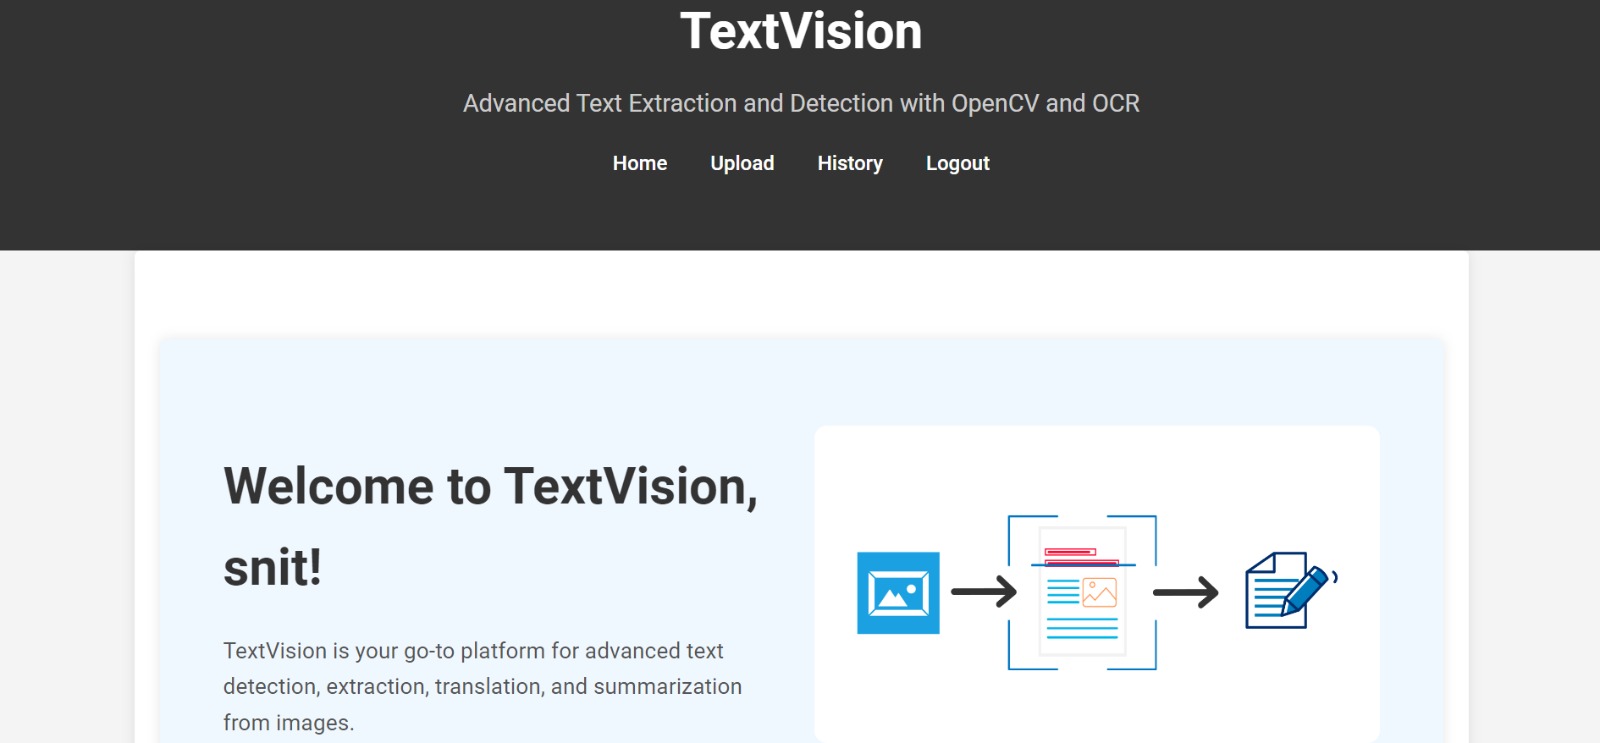 TextVision
Advanced Text Extraction and Detection with OpenCV and OCR
Home Upload History Logout
Welcome to TextVision,
snit!
TextVision is your go-to platform for advanced text
detection, extraction, translation, and summarization
from images.